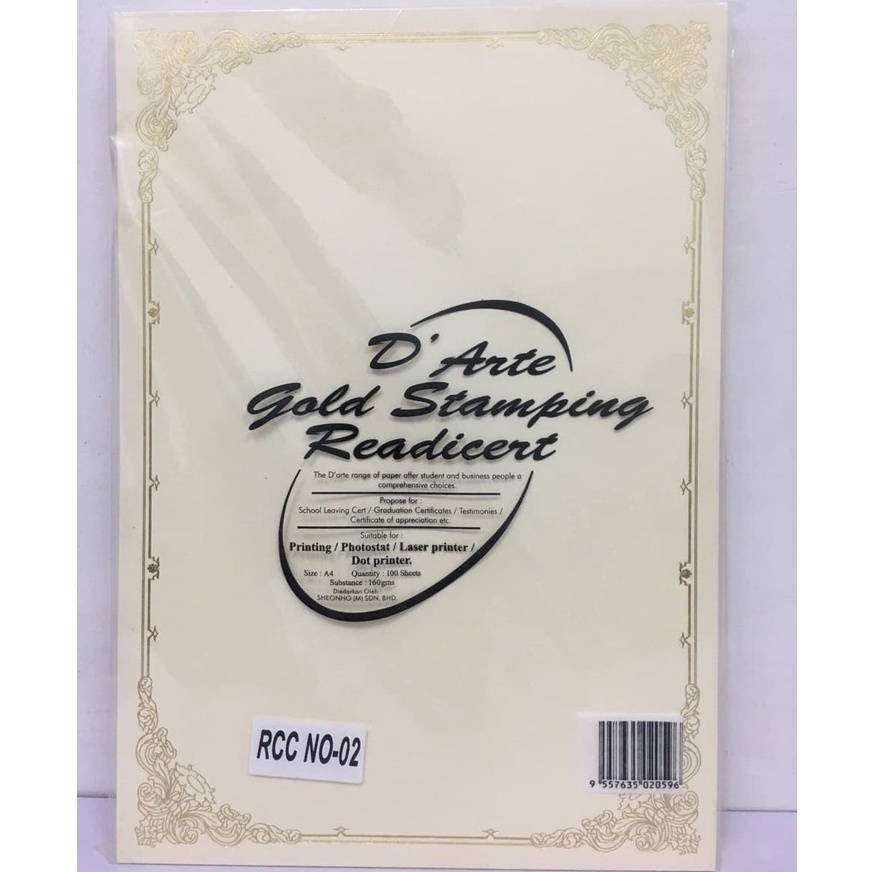 D'Arte
Gold Stamping
Readicert
The D'arte range of paper offer student and business people a
comprehensive choices.
Propose for :
School Leaving Cert / Graduation Certificates / Testimonies /
Certificate of appreciation etc.
Suitable for :
Printing / Photostat / Laser printer /
Dot printer.
Size : A4 Quantity : 100 Sheets
Substance : 160gms
Diedarkan Oleh :
SHEONHO (M) SDN. BHD.
RCC NO-02
9 557635 020596